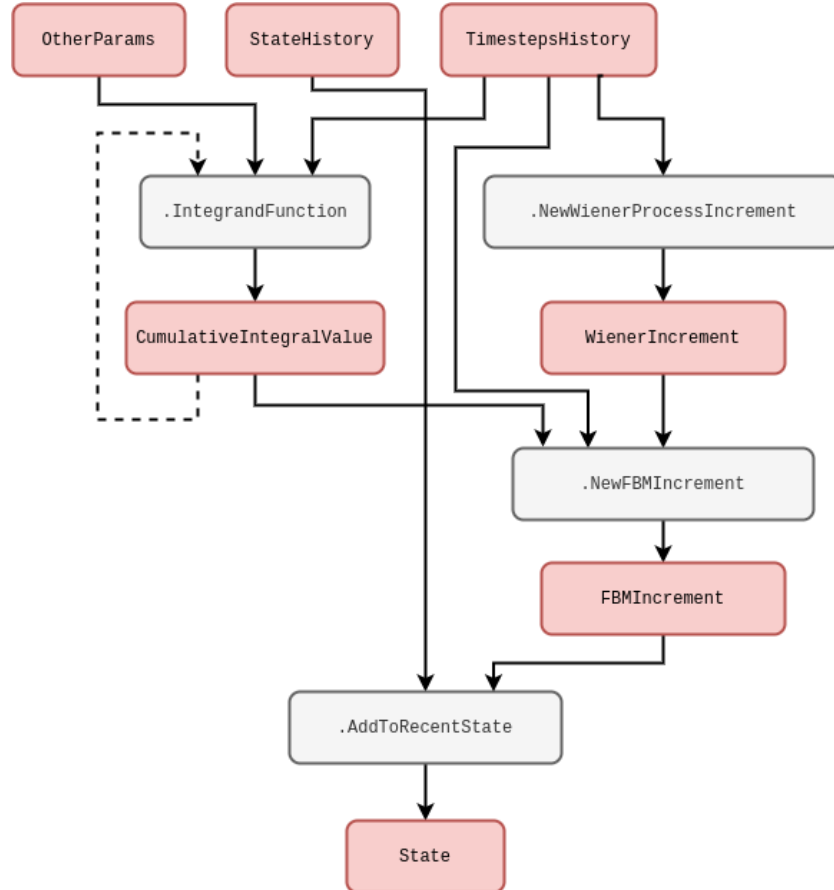 OtherParams
StateHistory
TimestepsHistory
.IntegrandFunction
.NewWienerProcessIncrement
CumulativeIntegralValue
WienerIncrement
.NewFBMIncrement
FBMIncrement
.AddToRecentState
State